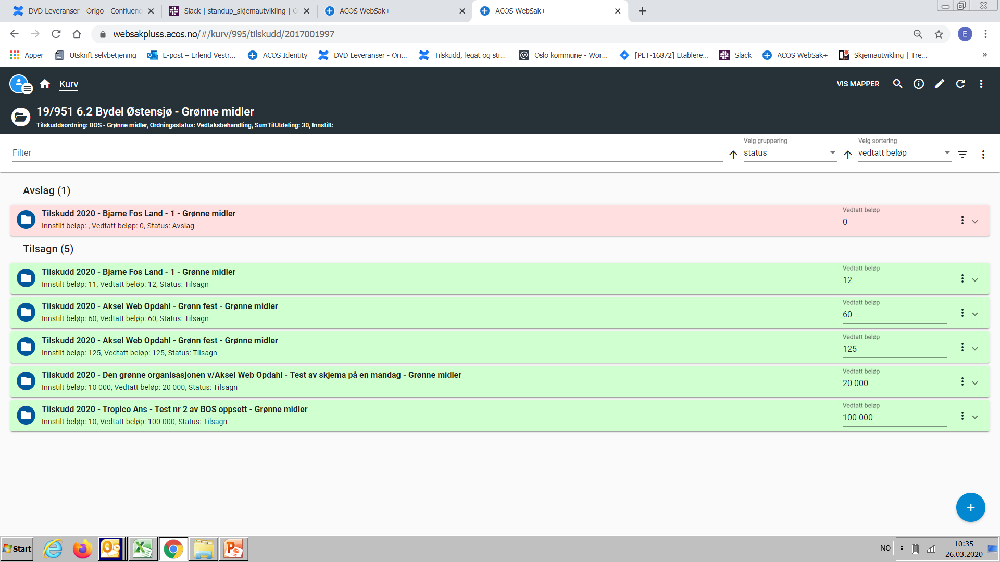 DVD Leveranser - Origo - Confluenc
Slack | standup_skjemautvikling | O
ACOS WebSak+
ACOS WebSak+
websakpluss.acos.no/#/kurv/995/tilskudd/2017001997
E
Apper
Utskrift selvbetjening
E-post – Erlend Vestr...
ACOS Identity
DVD Leveranser - Ori...
Tilskudd, legat og sti...
Oslo kommune - Wor...
[PET-16872] Etablere...
Slack
ACOS WebSak+
Skjemautvikling | Tre...
»
Kurv
VIS MAPPER
19/951 6.2 Bydel Østensjø - Grønne midler
Tilskuddsordning: BOS - Grønne midler, Ordningsstatus: Vedtaksbehandling, SumTilUtdeling: 30, Innstilt:
Filter
Velg gruppering
status
Velg sortering
vedtatt beløp
Avslag (1)
Tilskudd 2020 - Bjarne Fos Land - 1 - Grønne midler
Innstilt beløp: , Vedtatt beløp: 0, Status: Avslag
Vedtatt beløp
0
Tilsagn (5)
Tilskudd 2020 - Bjarne Fos Land - 1 - Grønne midler
Innstilt beløp: 11, Vedtatt beløp: 12, Status: Tilsagn
Vedtatt beløp
12
Tilskudd 2020 - Aksel Web Opdahl - Grønn fest - Grønne midler
Innstilt beløp: 60, Vedtatt beløp: 60, Status: Tilsagn
Vedtatt beløp
60
Tilskudd 2020 - Aksel Web Opdahl - Grønn fest - Grønne midler
Innstilt beløp: 125, Vedtatt beløp: 125, Status: Tilsagn
Vedtatt beløp
125
Tilskudd 2020 - Den grønne organisasjonen v/Aksel Web Opdahl - Test av skjema på en mandag - Grønne midler
Innstilt beløp: 10 000, Vedtatt beløp: 20 000, Status: Tilsagn
Vedtatt beløp
20 000
Tilskudd 2020 - Tropico Ans - Test nr 2 av BOS oppsett - Grønne midler
Innstilt beløp: 10, Vedtatt beløp: 100 000, Status: Tilsagn
Vedtatt beløp
100 000
Start
NO
10:35
26.03.2020